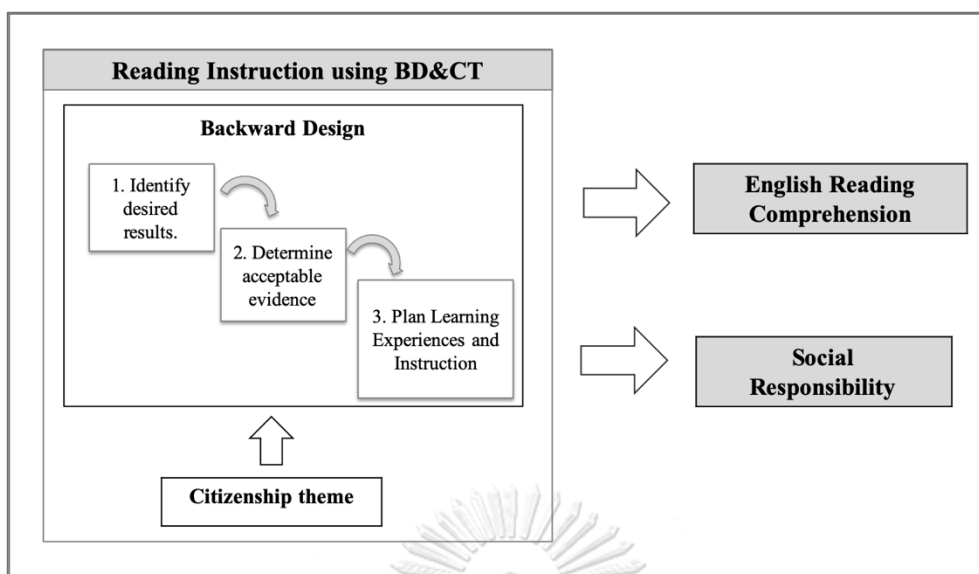 Reading Instruction using BD&CT
Backward Design
1. Identify
desired
results.
2. Determine
acceptable
evidence
3. Plan Learning
Experiences and
Instruction
Citizenship theme
English Reading
Comprehension
Social
Responsibility